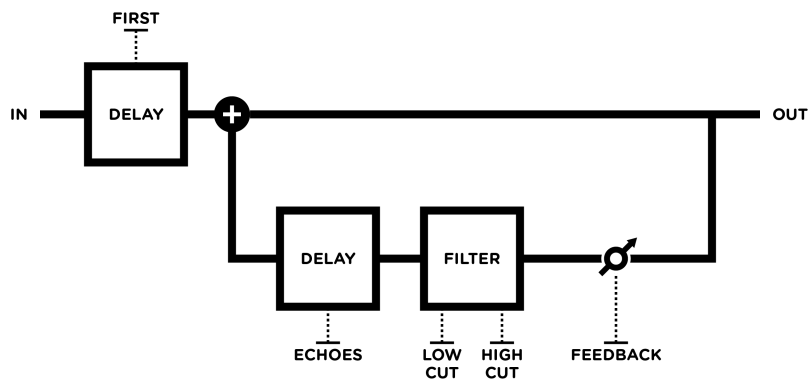 FIRST
IN
DELAY
+
OUT
DELAY
FILTER
ECHOES
LOW
CUT
HIGH
CUT
FEEDBACK